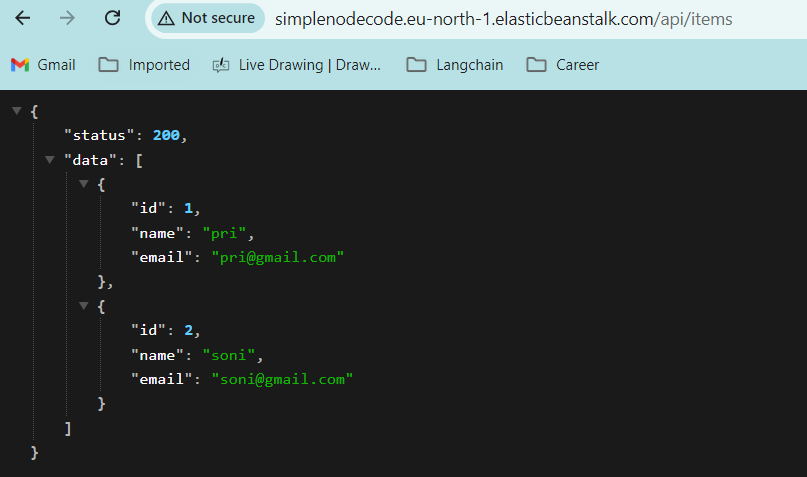 Not secure simplenodecode.eu-north-1.elasticbeanstalk.com/api/items
Gmail Imported Live Drawing | Draw... Langchain Career
{
"status": 200,
"data": [
{
"id": 1,
"name": "pri",
"email": "pri@gmail.com"
},
{
"id": 2,
"name": "soni",
"email": "soni@gmail.com"
}
]
}